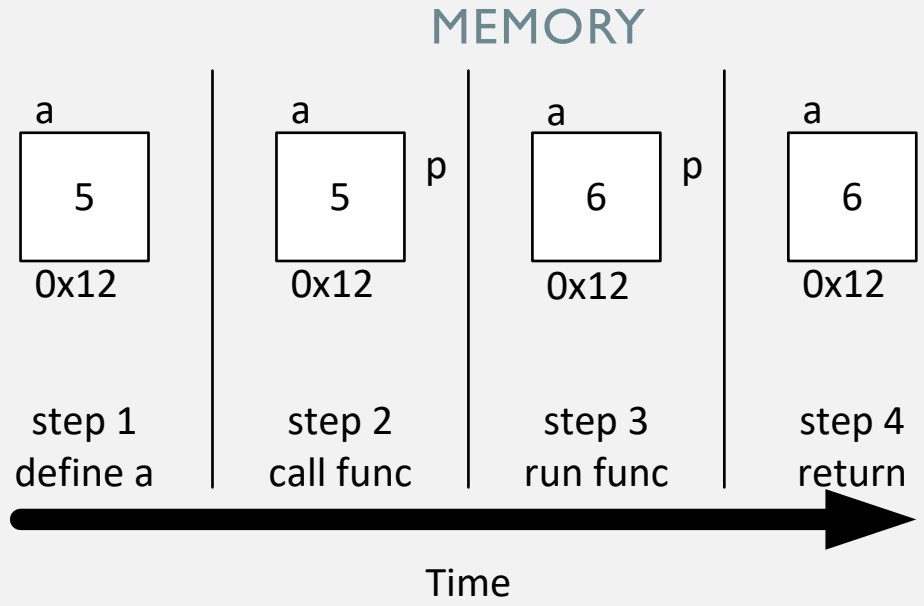 MEMORY
a
5
0x12
step 1
define a
a
5
p
0x12
step 2
call func
a
6
p
0x12
step 3
run func
a
6
0x12
step 4
return
Time